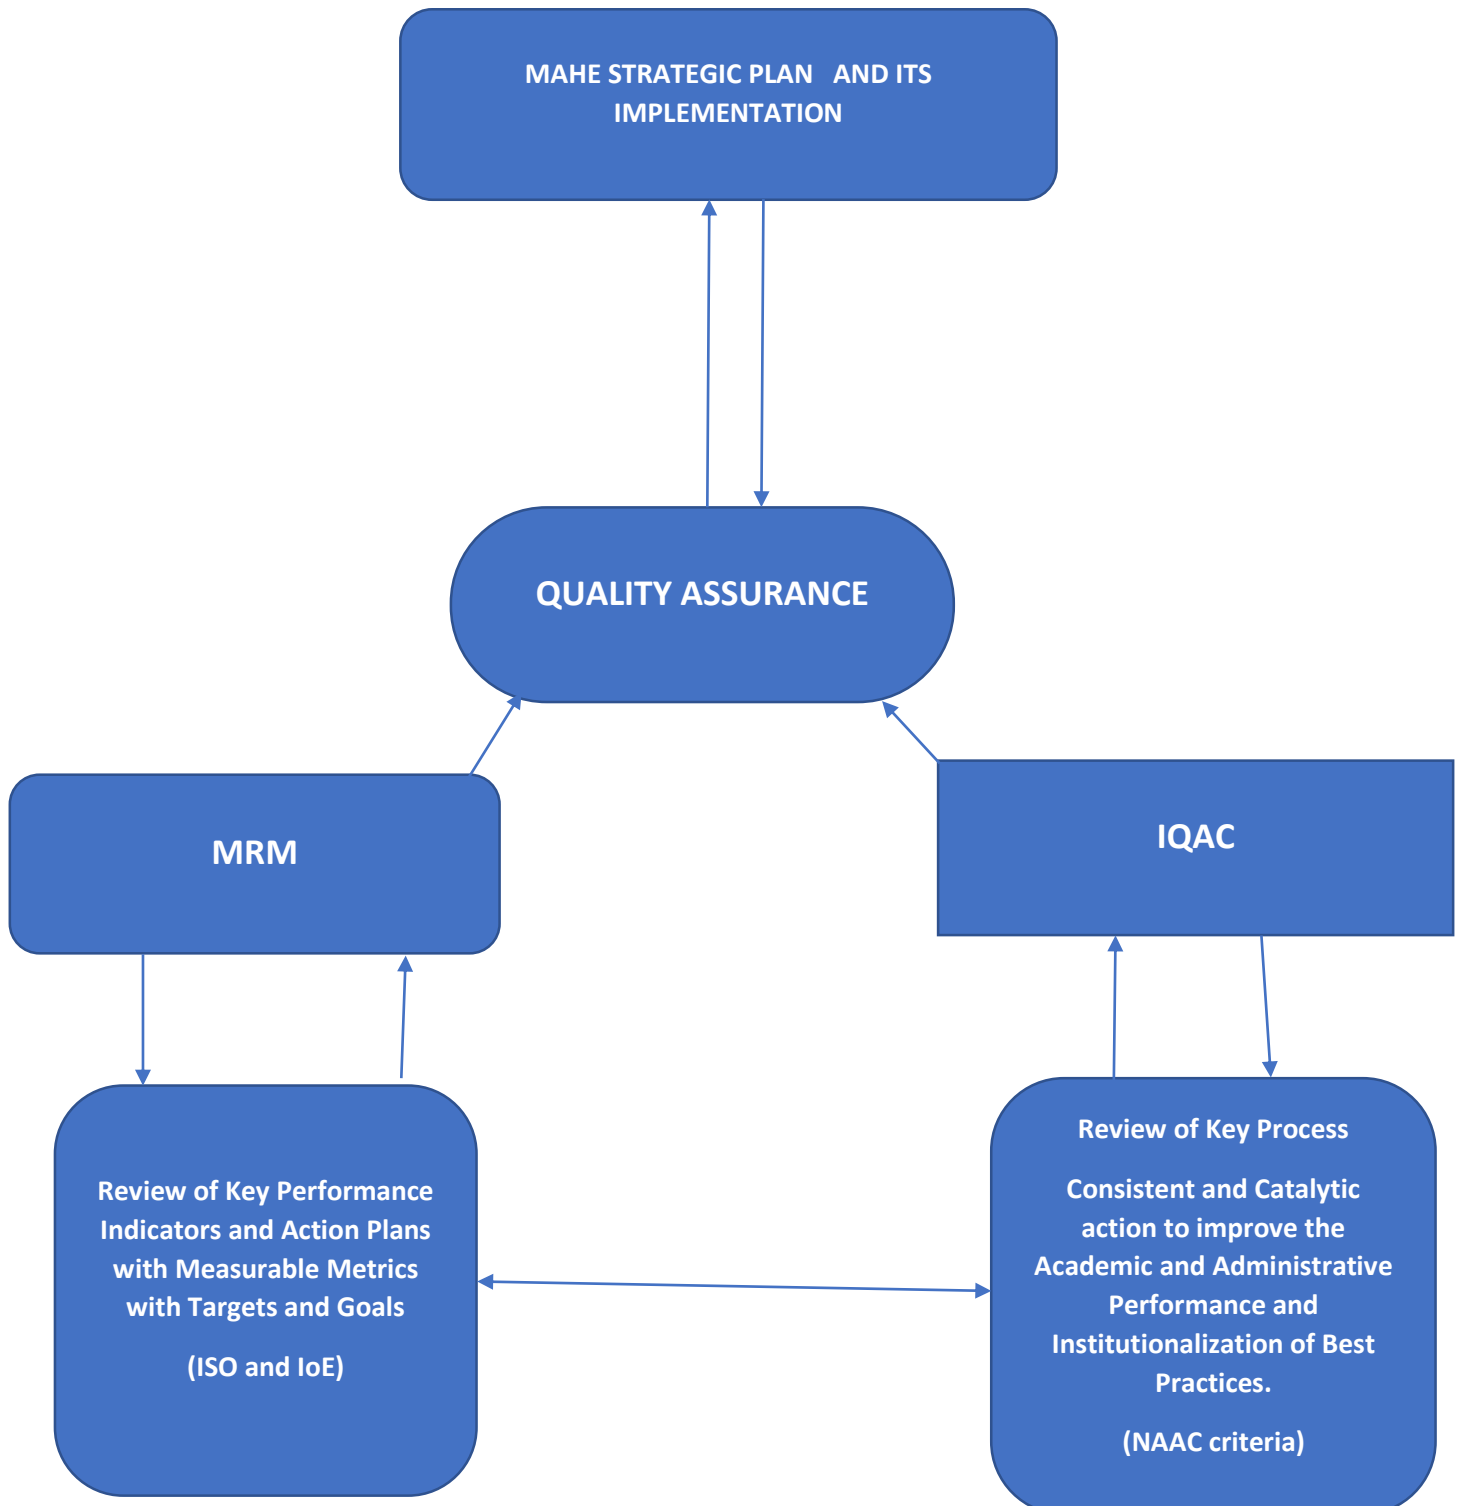 MAHE STRATEGIC PLAN AND ITS
IMPLEMENTATION
QUALITY ASSURANCE
MRM
IQAC
Review of Key Performance
Indicators and Action Plans
with Measurable Metrics
with Targets and Goals
(ISO and IoE)
Review of Key Process
Consistent and Catalytic
action to improve the
Academic and Administrative
Performance and
Institutionalization of Best
Practices.
(NAAC criteria)